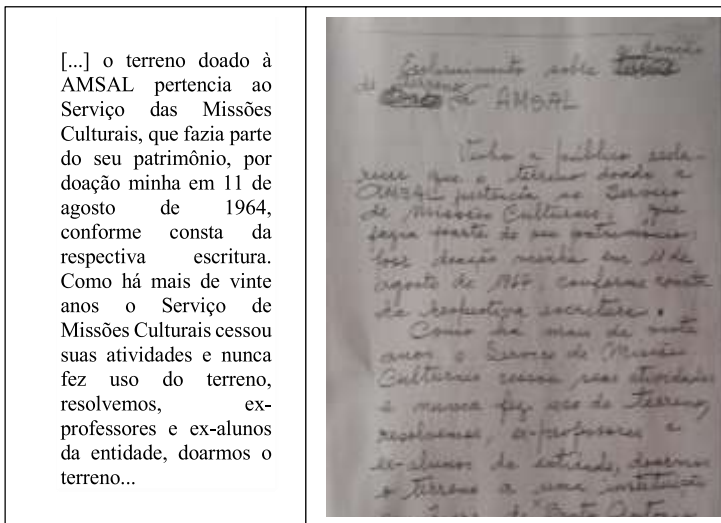 [...] o terreno doado à
AMSAL pertencia ao
Serviço das Missões
Culturais, que fazia parte
do seu patrimônio, por
doação minha em 11 de
agosto de 1964,
conforme consta da
respectiva escritura.
Como há mais de vinte
anos o Serviço de
Missões Culturais cessou
suas atividades e nunca
fez uso do terreno,
resolvemos, ex-
professores e ex-alunos
da entidade, doarmos o
terreno...
a doação
Esclarecimento sobre
de terreno a AMSAL
Venho a público escla-
recer que o terreno doado a
AMSAL pertencia ao Serviço
de Missões Culturais, que
fazia parte do seu patrimônio,
por doação minha em 11 de
agosto de 1964, conforme consta
da respectiva escritura.
Como há mais de vinte
anos o Serviço de Missões
Culturais cessou suas atividades
e nunca fez uso do terreno,
resolvemos, ex-professores e
ex-alunos da entidade, doarmos
o terreno a uma instituição